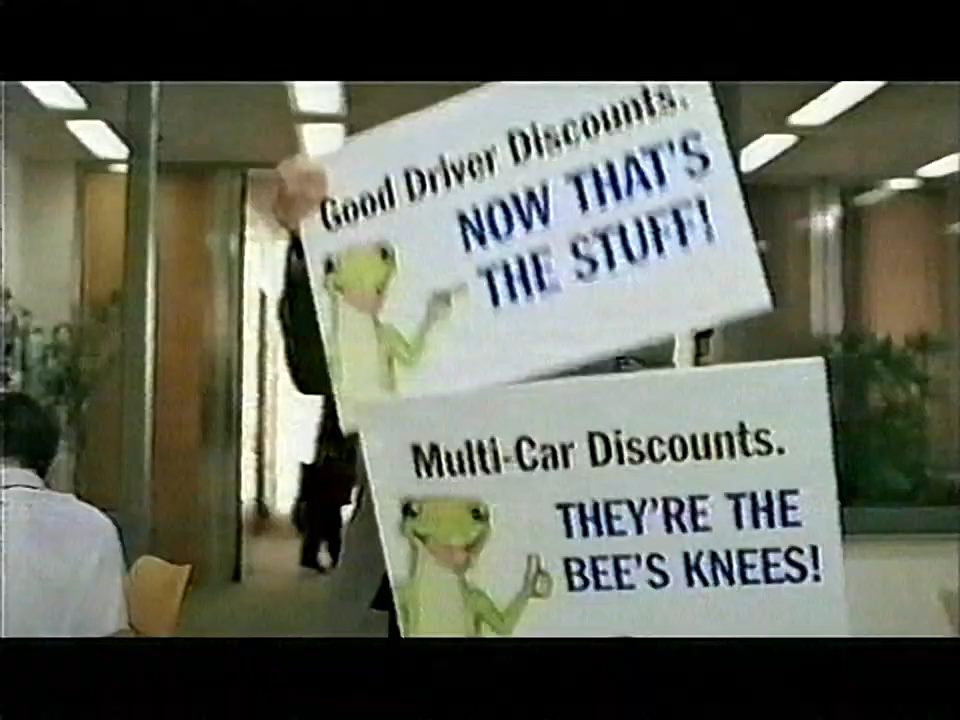 Good Driver Discounts.
NOW THAT'S
THE STUFF!
Multi-Car Discounts.
THEY'RE THE
BEE'S KNEES!